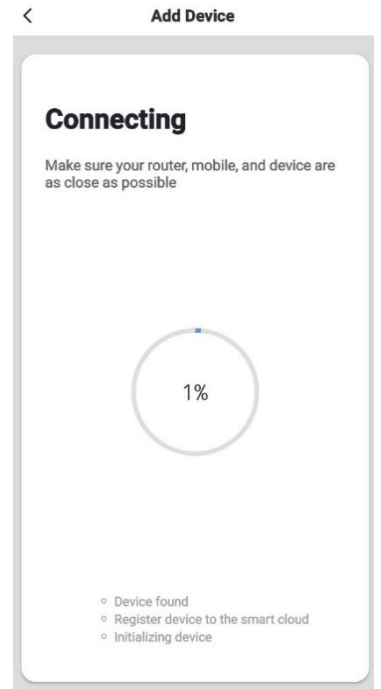 Add Device
Connecting
Make sure your router, mobile, and device are
as close as possible
1%
Device found
Register device to the smart cloud
Initializing device